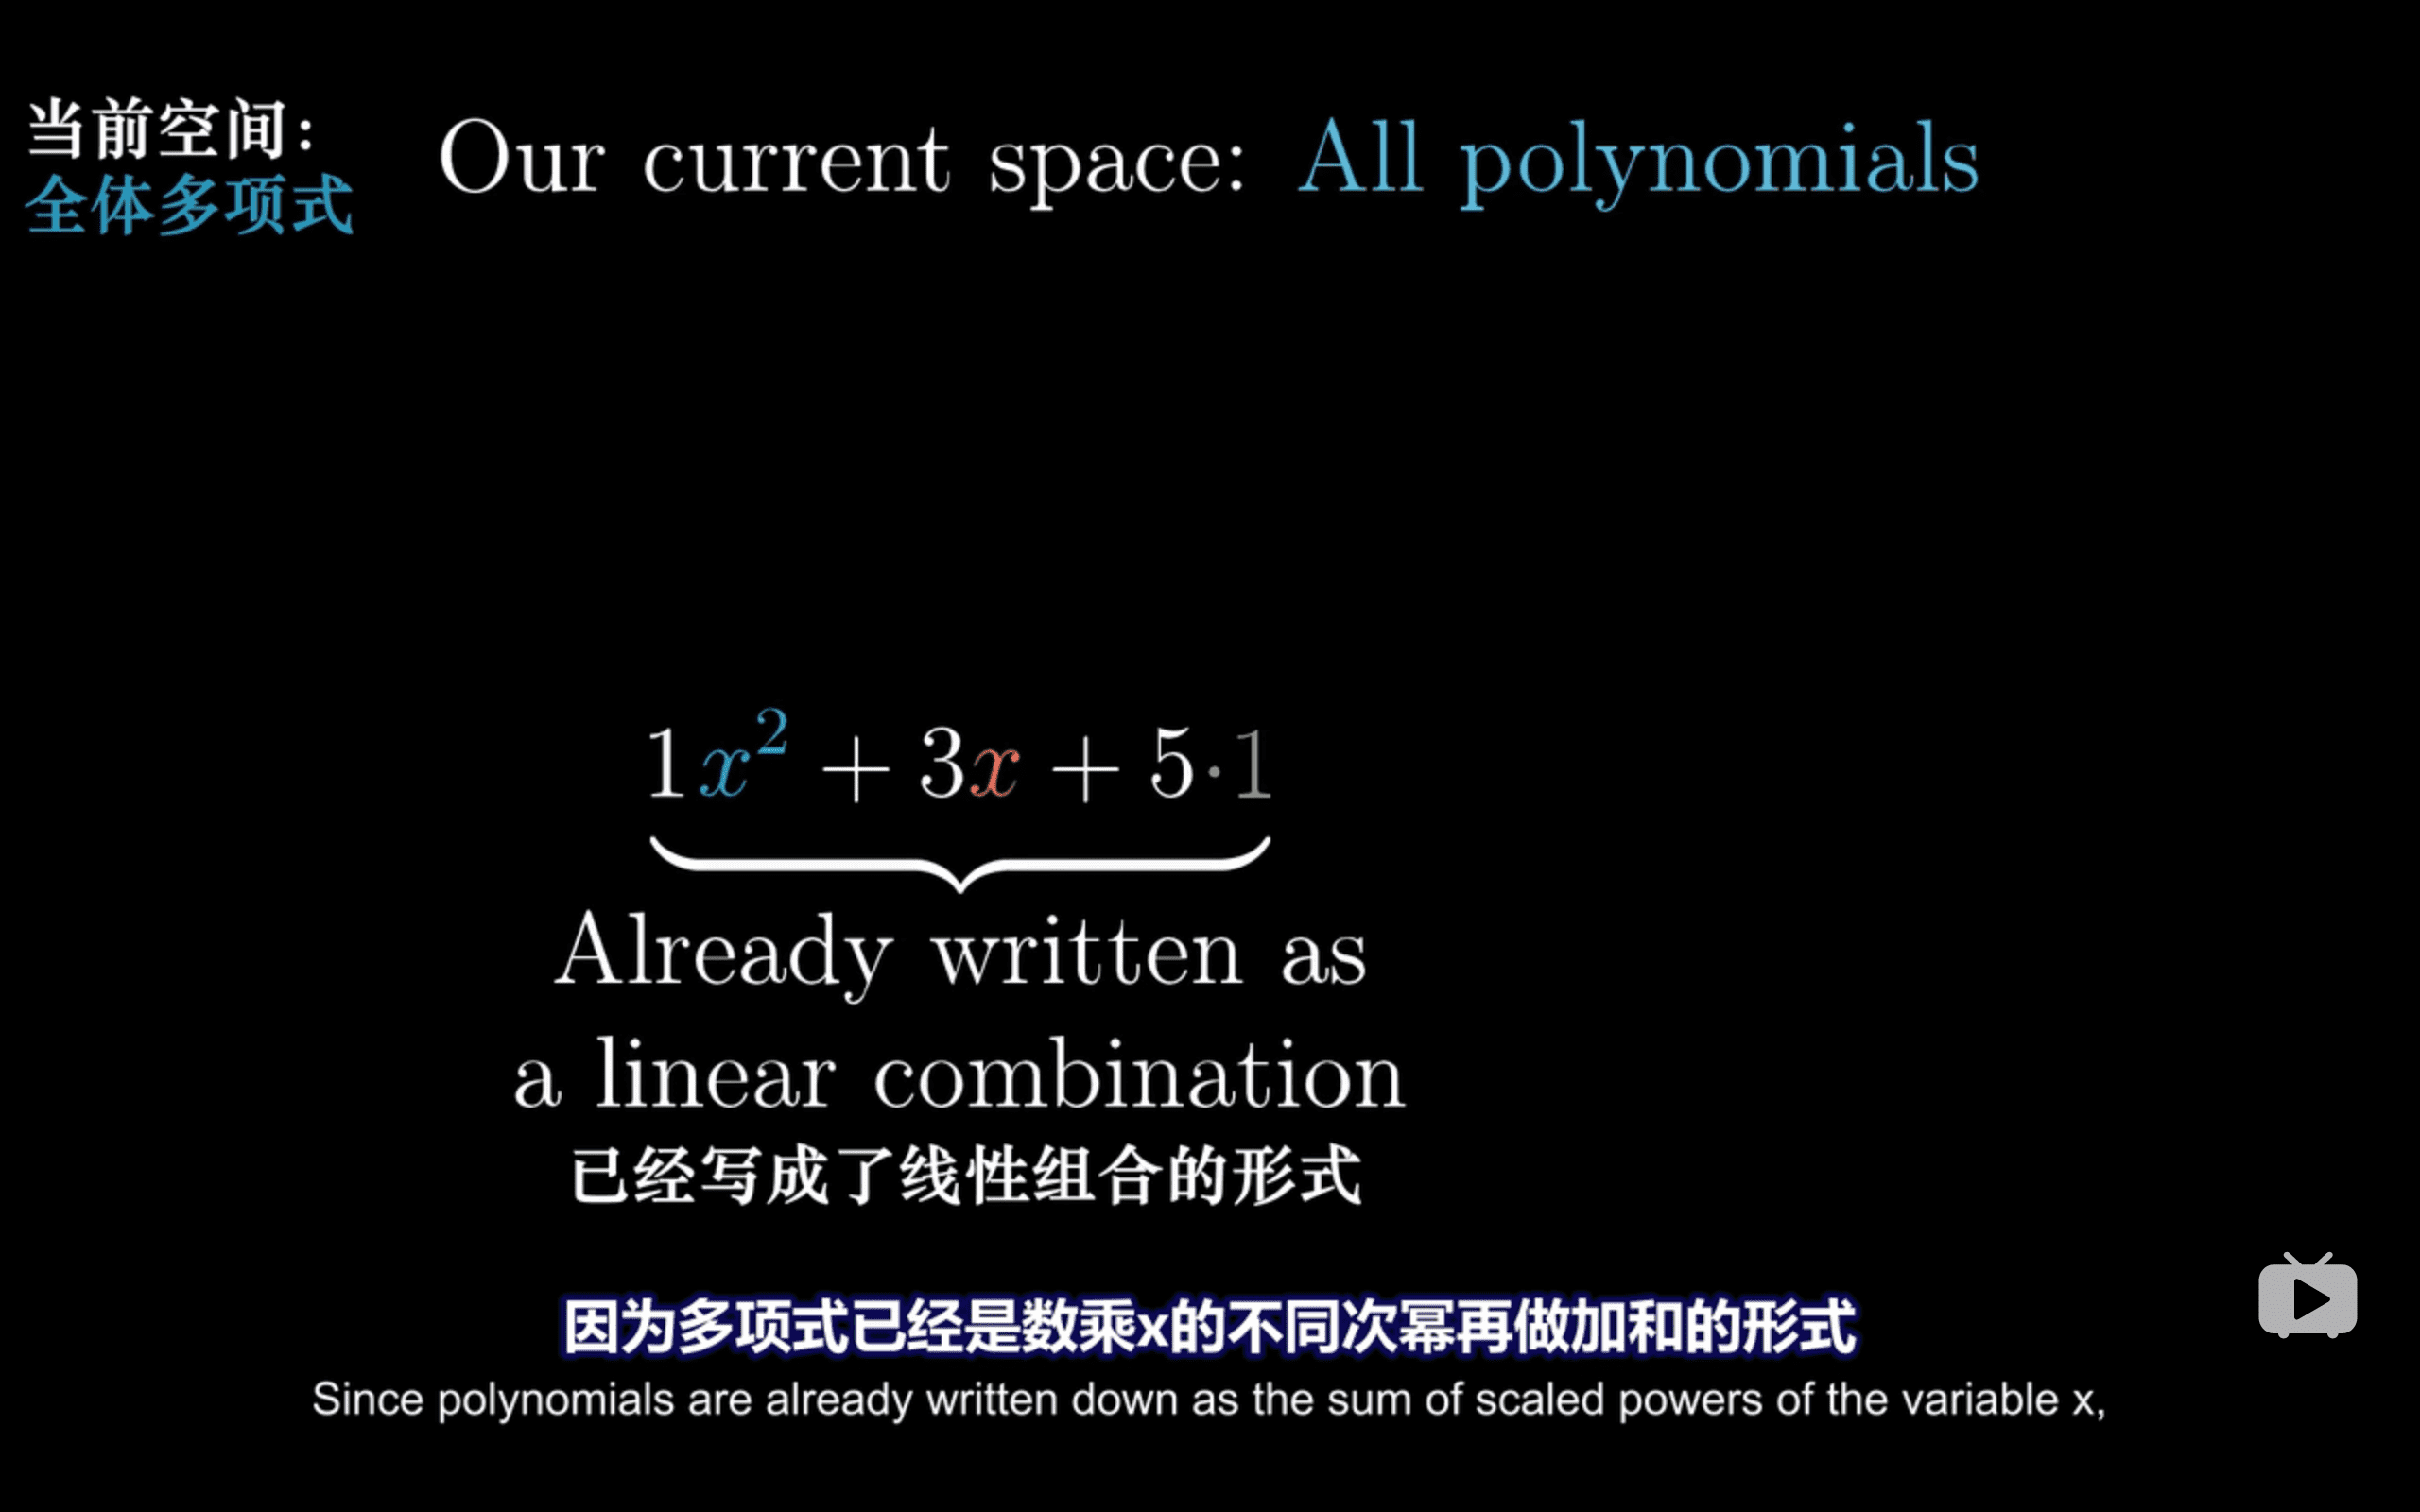 当前空间：
全体多项式
Our current space: All polynomials
1x² + 3x + 5·1
Already written as
a linear combination
已经写成了线性组合的形式
因为多项式已经是数乘x的不同次幂再做加和的形式
Since polynomials are already written down as the sum of scaled powers of the variable x,